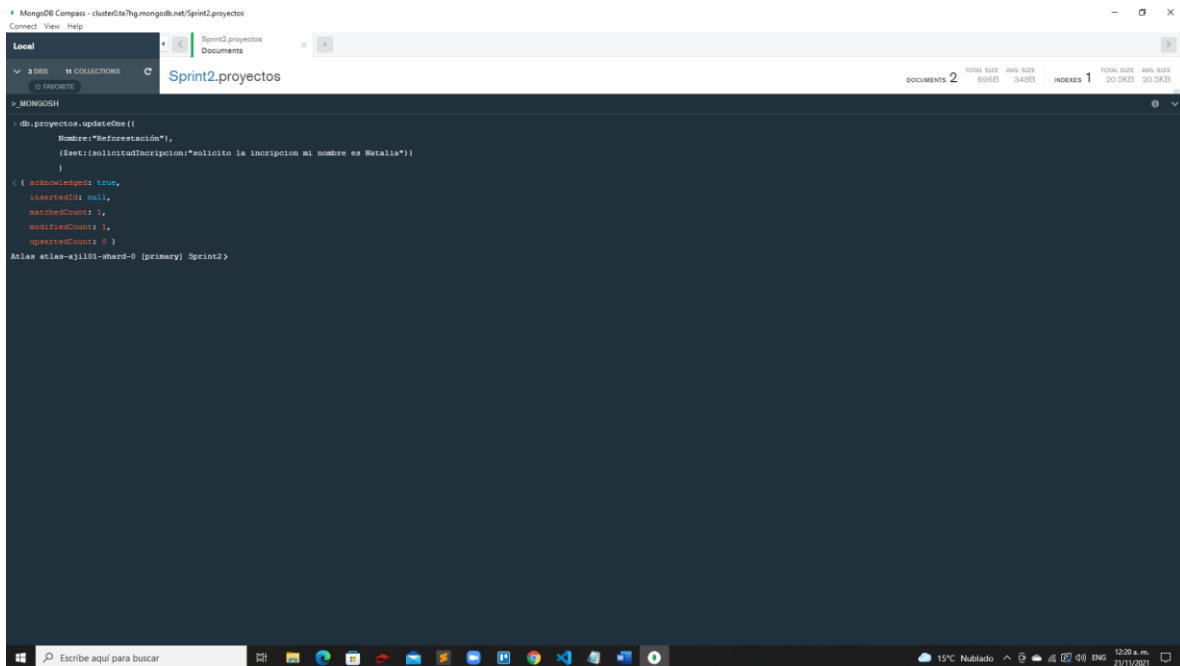 MongoDB Compass - cluster0.te7hg.mongodb.net/Sprint2.proyectos
Connect View Help
Local
Sprint2.proyectos
Documents
3 DBS 11 COLLECTIONS
FAVORITE
Sprint2.proyectos
DOCUMENTS 2 TOTAL SIZE 696B AVG. SIZE 348B INDEXES 1 TOTAL SIZE 20.5KB AVG. SIZE 20.5KB
>_MONGOSH
> db.proyectos.updateOne({
Nombre:"Reforestación"},
{$set:{solicitudIncripcion:"solicito la incripcion mi nombre es Natalia"}}
)
< { acknowledged: true,
insertedId: null,
matchedCount: 1,
modifiedCount: 1,
upsertedCount: 0 }
Atlas atlas-ajil01-shard-0 [primary] Sprint2>
Escribe aquí para buscar
15°C Nublado
ENG
12:20 a. m.
21/11/2021